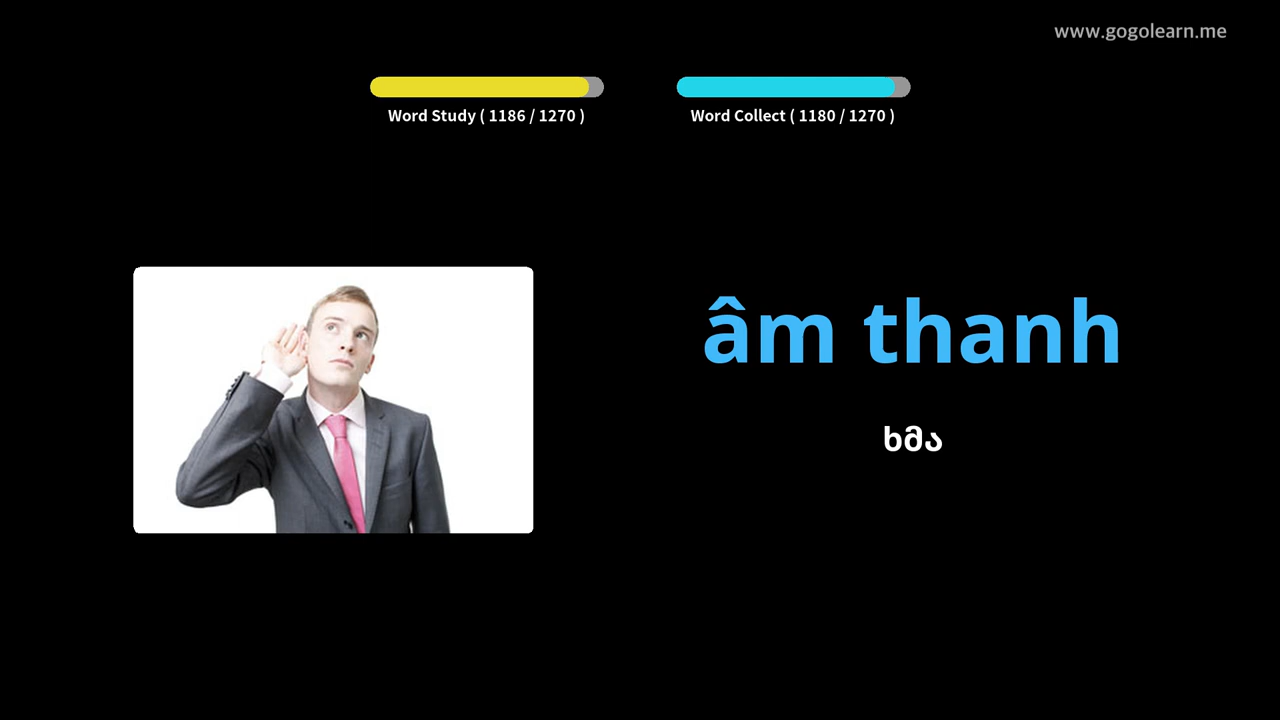 www.gogolearn.me
Word Study ( 1186 / 1270 )
Word Collect ( 1180 / 1270 )
âm thanh
ხმა